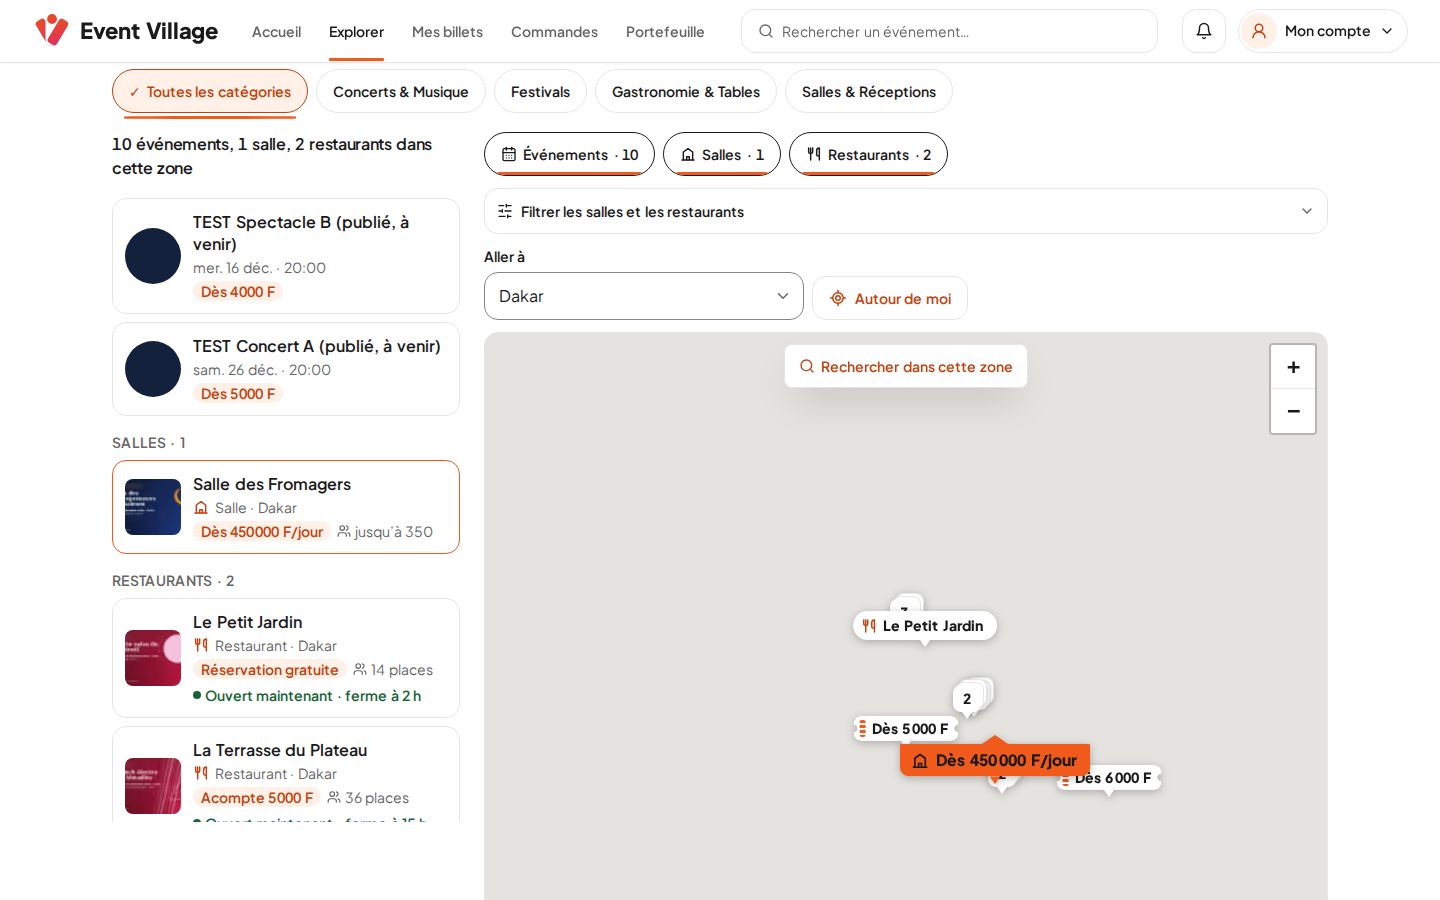 Event Village
Accueil
Explorer
Mes billets
Commandes
Portefeuille
Rechercher un événement…
Mon compte
✓ Toutes les catégories
Concerts & Musique
Festivals
Gastronomie & Tables
Salles & Réceptions
10 événements, 1 salle, 2 restaurants dans
cette zone
TEST Spectacle B (publié, à
venir)
mer. 16 déc. · 20:00
Dès 4000 F
TEST Concert A (publié, à venir)
sam. 26 déc. · 20:00
Dès 5000 F
SALLES · 1
Salle des Fromagers
Salle · Dakar
Dès 450000 F/jour
jusqu'à 350
RESTAURANTS · 2
Le Petit Jardin
Restaurant · Dakar
Réservation gratuite
14 places
Ouvert maintenant · ferme à 2 h
La Terrasse du Plateau
Restaurant · Dakar
Acompte 5000 F
36 places
Événements · 10
Salles · 1
Restaurants · 2
Filtrer les salles et les restaurants
Aller à
Dakar
Autour de moi
Rechercher dans cette zone
+
−
Le Petit Jardin
2
Dès 5 000 F
Dès 450 000 F/jour
Dès 6 000 F